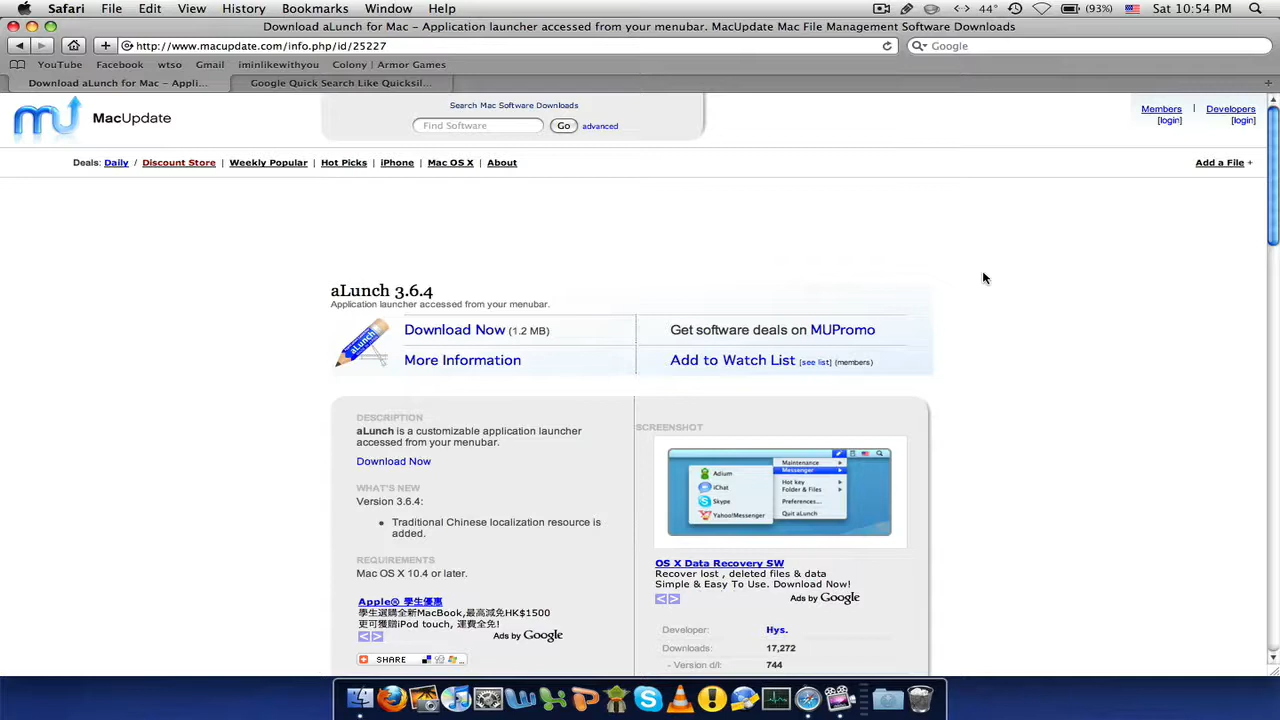 Safari File Edit View History Bookmarks Window Help 44° (93%) Sat 10:54 PM
Download aLunch for Mac – Application launcher accessed from your menubar. MacUpdate Mac File Management Software Downloads
http://www.macupdate.com/info.php/id/25227 Google
YouTube Facebook wtso Gmail iminlikewithyou Colony | Armor Games
Download aLunch for Mac – Appli... Google Quick Search Like Quicksil...
MacUpdate
Search Mac Software Downloads
Find Software Go advanced
Members | Developers
[login] [login]
Deals: Daily / Discount Store | Weekly Popular | Hot Picks | iPhone | Mac OS X | About Add a File +
aLunch 3.6.4
Application launcher accessed from your menubar.
aLunch
Download Now (1.2 MB) Get software deals on MUPromo
More Information Add to Watch List [see list] (members)
DESCRIPTION
aLunch is a customizable application launcher
accessed from your menubar.
Download Now
WHAT'S NEW
Version 3.6.4:
• Traditional Chinese localization resource is
added.
REQUIREMENTS
Mac OS X 10.4 or later.
Apple® 學生優惠
學生選購全新MacBook,最高減免HK$1500
更可獲贈iPod touch, 運費全免!
Ads by Google
SHARE
SCREENSHOT
Maintenance
Messenger
Hot key
Folder & Files
Preferences...
Quit aLunch
Adium
iChat
Skype
Yahoo!Messenger
OS X Data Recovery SW
Recover lost , deleted files & data
Simple & Easy To Use. Download Now!
Ads by Google
Developer: Hys.
Downloads: 17,272
- Version d/l: 744